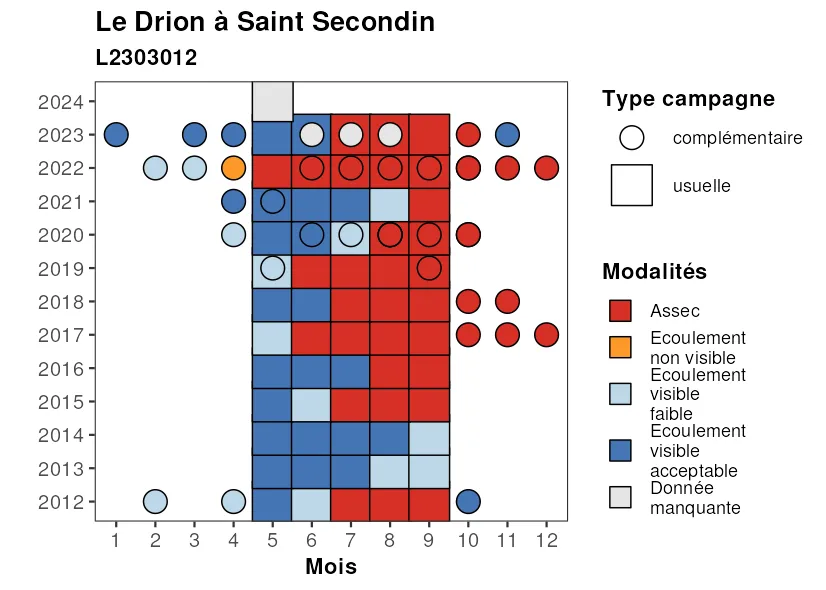 Le Drion à Saint Secondin
L2303012
2024
2023
2022
2021
2020
2019
2018
2017
2016
2015
2014
2013
2012
1 2 3 4 5 6 7 8 9 10 11 12
Mois
Type campagne
complémentaire
usuelle
Modalités
Assec
Ecoulement
non visible
Ecoulement
visible
faible
Ecoulement
visible
acceptable
Donnée
manquante